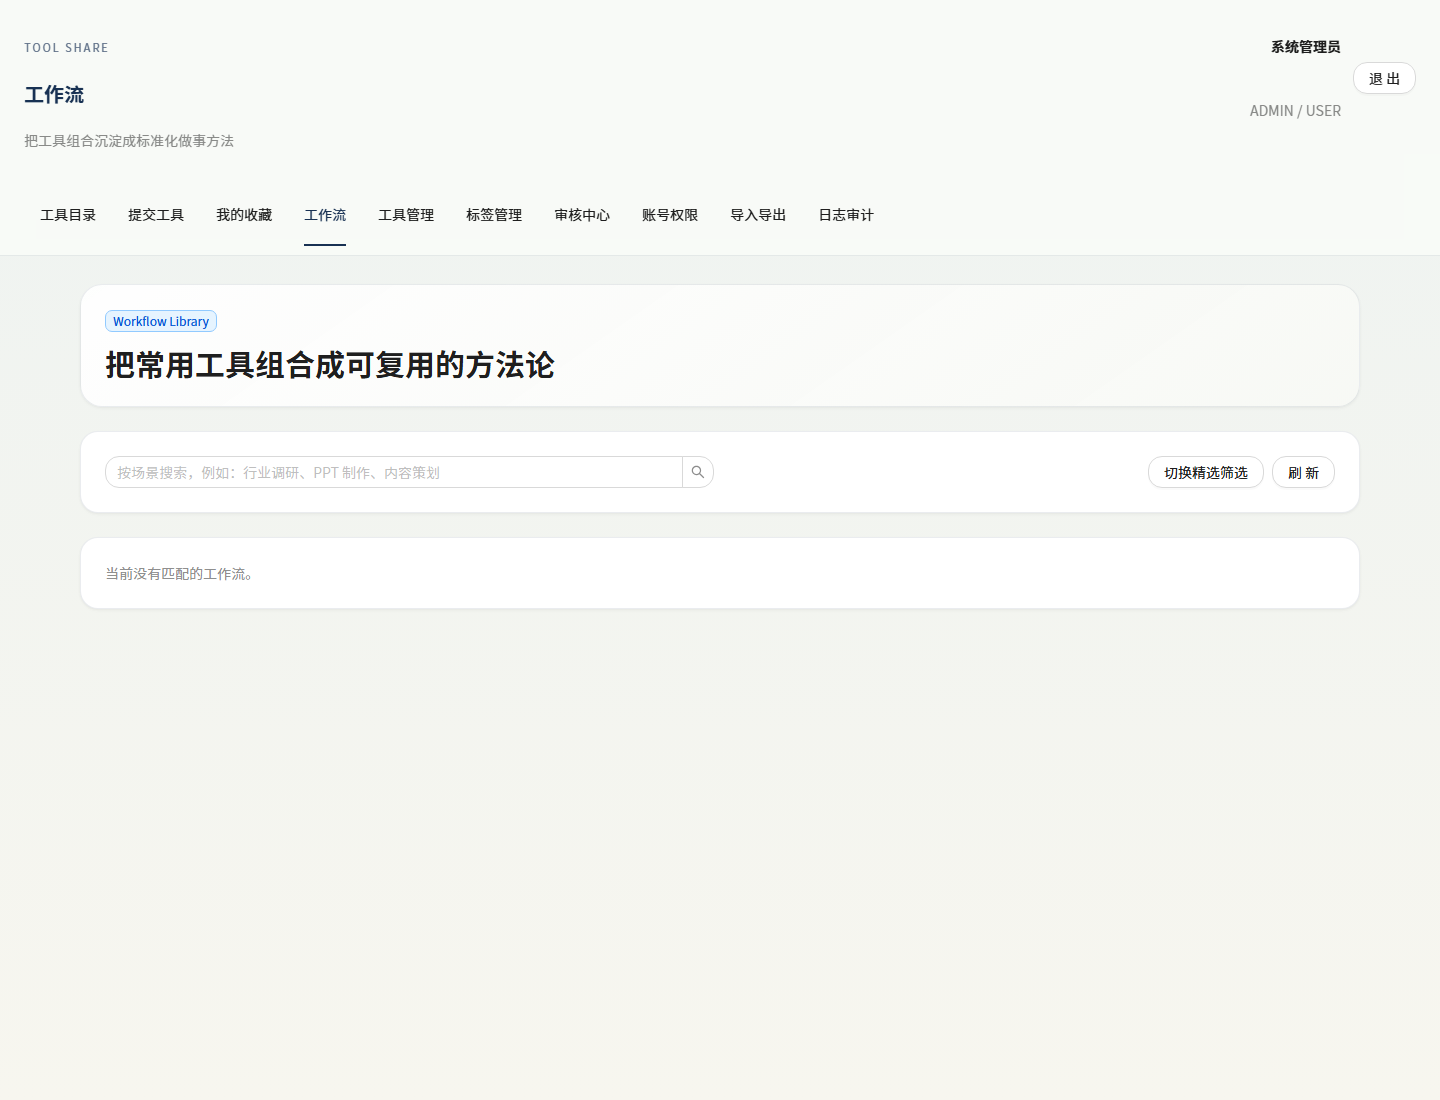 TOOL SHARE
工作流
把工具组合沉淀成标准化做事方法
系统管理员
ADMIN / USER
退 出
工具目录 提交工具 我的收藏 工作流 工具管理 标签管理 审核中心 账号权限 导入导出 日志审计
Workflow Library
把常用工具组合成可复用的方法论
按场景搜索，例如：行业调研、PPT 制作、内容策划
切换精选筛选 刷 新
当前没有匹配的工作流。